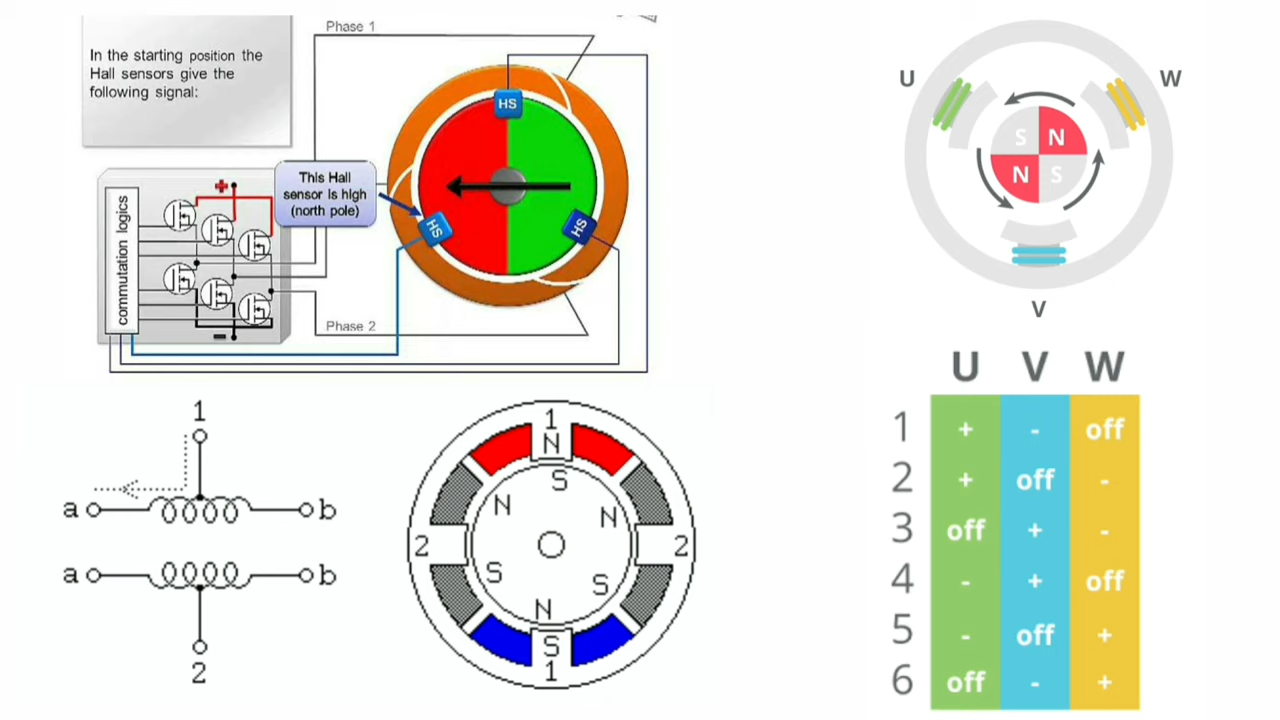 Phase 1
In the starting position the
Hall sensors give the
following signal:
HS
This Hall
sensor is high
(north pole)
+
commutation logics
HS
HS
-
Phase 2
U
W
S N
N S
V
1
a b
a b
2
1
N
S
N N
2 2
S S
N
S
1
U V W
1 + - off
2 + off -
3 off + -
4 - + off
5 - off +
6 off - +